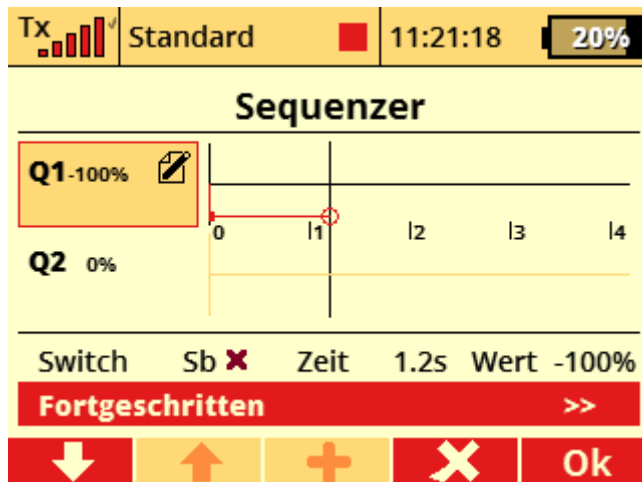 Tx Standard 11:21:18 20%
Sequenzer
Q1 -100%
0 1 2 3 4
Q2 0%
Switch Sb Zeit 1.2s Wert -100%
Fortgeschritten >>
Ok